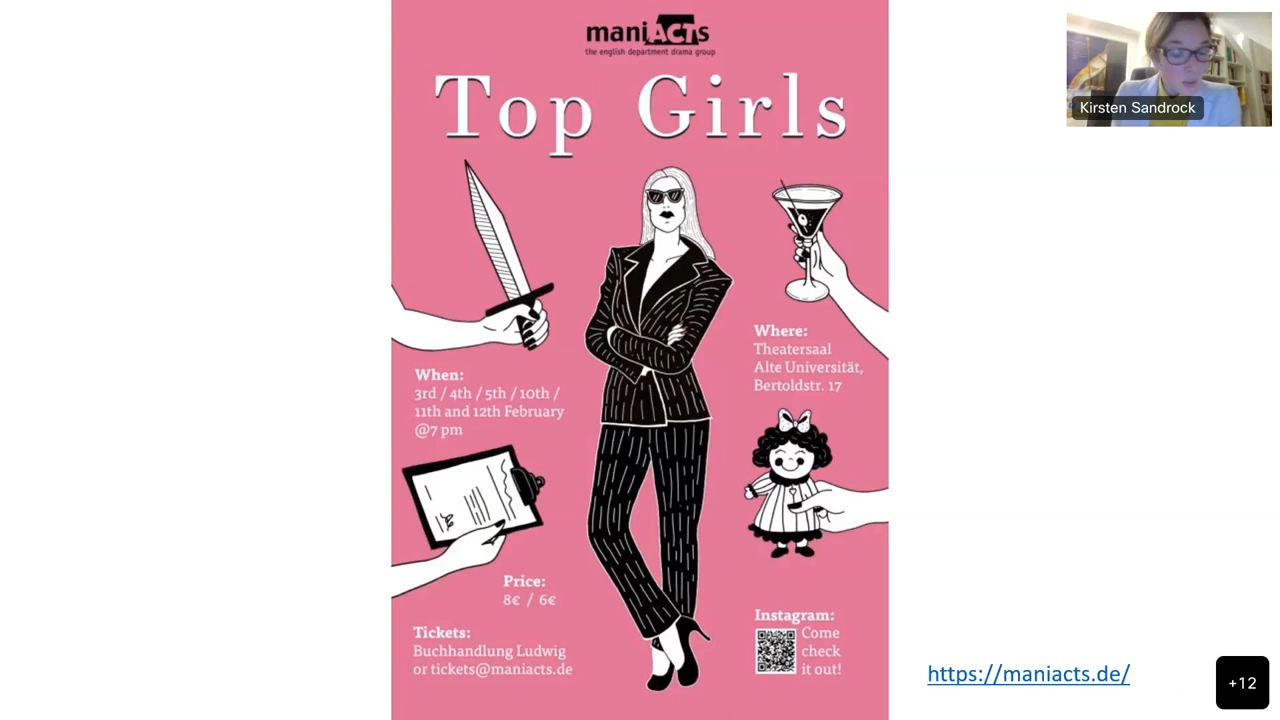 maniACTs
the english department drama group
Top Girls
When:
3rd / 4th / 5th / 10th /
11th and 12th February
@7 pm
Where:
Theatersaal
Alte Universität,
Bertoldstr. 17
Price:
8€ / 6€
Tickets:
Buchhandlung Ludwig
or tickets@maniacts.de
Instagram:
Come
check
it out!
https://maniacts.de/
Kirsten Sandrock
+12